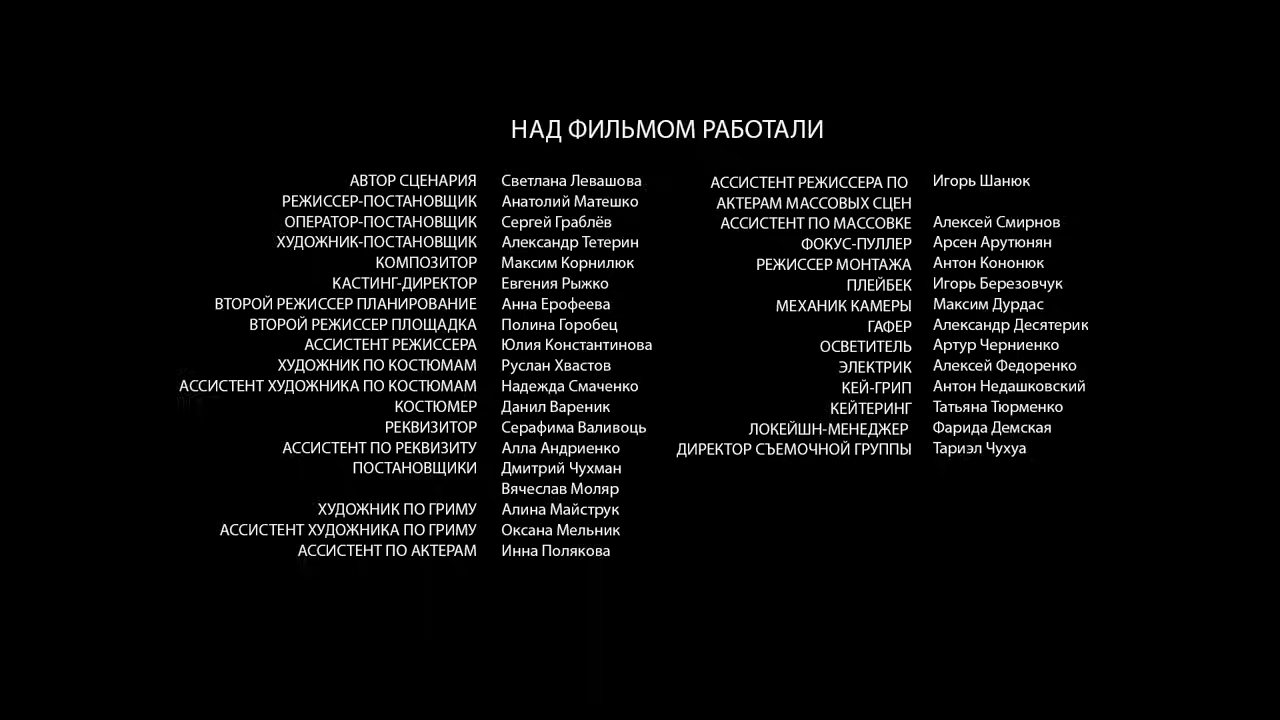 НАД ФИЛЬМОМ РАБОТАЛИ
АВТОР СЦЕНАРИЯ Светлана Левашова
РЕЖИССЕР-ПОСТАНОВЩИК Анатолий Матешко
ОПЕРАТОР-ПОСТАНОВЩИК Сергей Граблёв
ХУДОЖНИК-ПОСТАНОВЩИК Александр Тетерин
КОМПОЗИТОР Максим Корнилюк
КАСТИНГ-ДИРЕКТОР Евгения Рыжко
ВТОРОЙ РЕЖИССЕР ПЛАНИРОВАНИЕ Анна Ерофеева
ВТОРОЙ РЕЖИССЕР ПЛОЩАДКА Полина Горобец
АССИСТЕНТ РЕЖИССЕРА Юлия Константинова
ХУДОЖНИК ПО КОСТЮМАМ Руслан Хвастов
АССИСТЕНТ ХУДОЖНИКА ПО КОСТЮМАМ Надежда Смаченко
КОСТЮМЕР Данил Вареник
РЕКВИЗИТОР Серафима Валивоць
АССИСТЕНТ ПО РЕКВИЗИТУ Алла Андриенко
ПОСТАНОВЩИКИ Дмитрий Чухман
Вячеслав Моляр
ХУДОЖНИК ПО ГРИМУ Алина Майструк
АССИСТЕНТ ХУДОЖНИКА ПО ГРИМУ Оксана Мельник
АССИСТЕНТ ПО АКТЕРАМ Инна Полякова
АССИСТЕНТ РЕЖИССЕРА ПО Игорь Шанюк
АКТЕРАМ МАССОВЫХ СЦЕН
АССИСТЕНТ ПО МАССОВКЕ Алексей Смирнов
ФОКУС-ПУЛЛЕР Арсен Арутюнян
РЕЖИССЕР МОНТАЖА Антон Кононюк
ПЛЕЙБЕК Игорь Березовчук
МЕХАНИК КАМЕРЫ Максим Дурдас
ГАФЕР Александр Десятерик
ОСВЕТИТЕЛЬ Артур Черниенко
ЭЛЕКТРИК Алексей Федоренко
КЕЙ-ГРИП Антон Недашковский
КЕЙТЕРИНГ Татьяна Тюрменко
ЛОКЕЙШН-МЕНЕДЖЕР Фарида Демская
ДИРЕКТОР СЪЕМОЧНОЙ ГРУППЫ Тариэл Чухуа